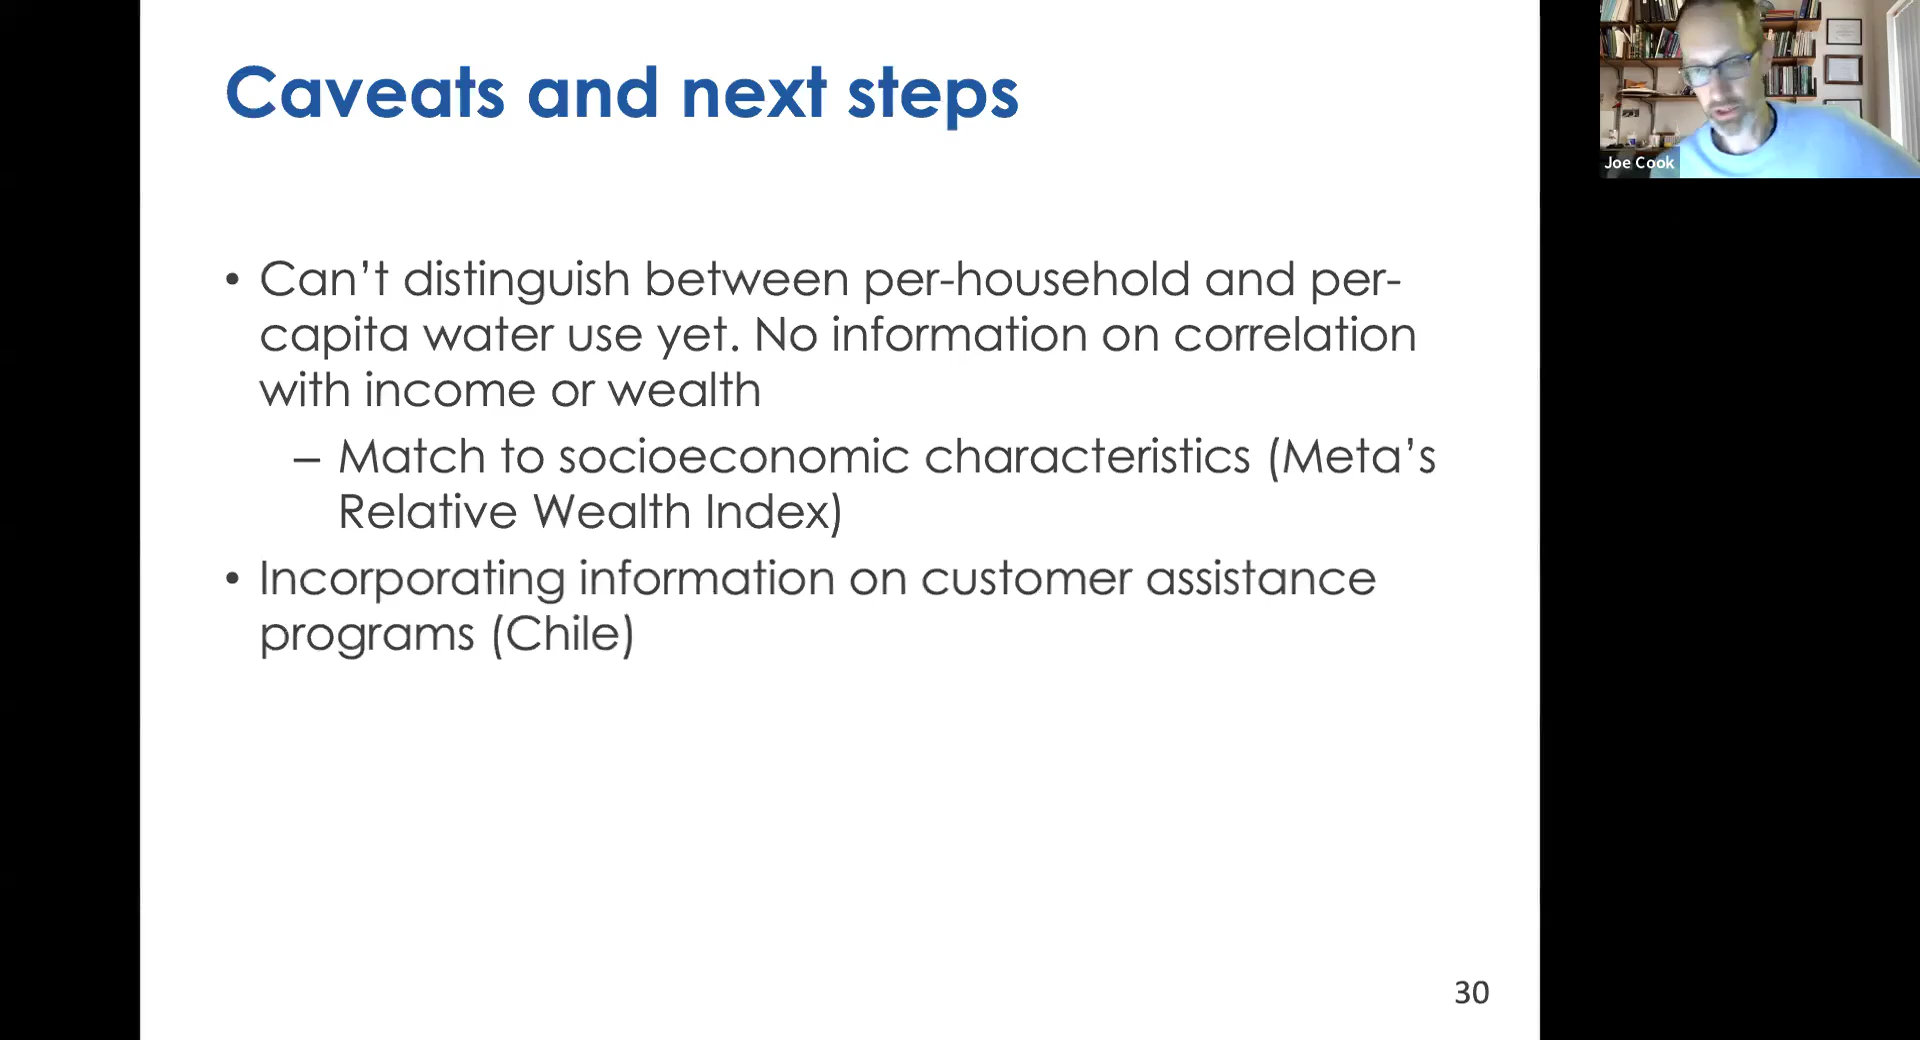 Caveats and next steps
Joe Cook
• Can’t distinguish between per-household and per-
capita water use yet. No information on correlation
with income or wealth
– Match to socioeconomic characteristics (Meta’s
Relative Wealth Index)
• Incorporating information on customer assistance
programs (Chile)
30